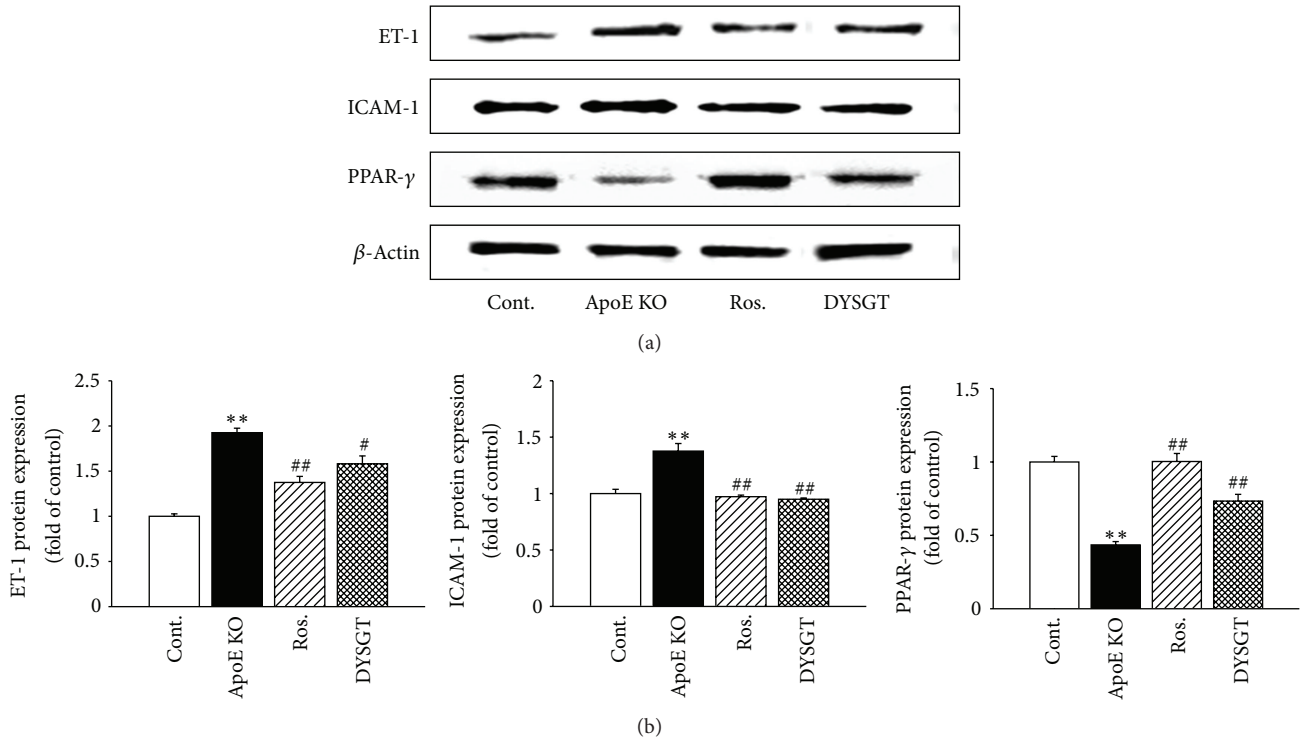 ET-1
ICAM-1
PPAR-γ
β-Actin
Cont. ApoE KO Ros. DYSGT
(a)
ET-1 protein expression
(fold of control)
2.5
2
1.5
1
0.5
0
**
##
#
Cont.
ApoE KO
Ros.
DYSGT
ICAM-1 protein expression
(fold of control)
2
1.5
1
0.5
0
**
##
##
Cont.
ApoE KO
Ros.
DYSGT
PPAR-γ protein expression
(fold of control)
1.5
1
0.5
0
**
##
##
Cont.
ApoE KO
Ros.
DYSGT
(b)